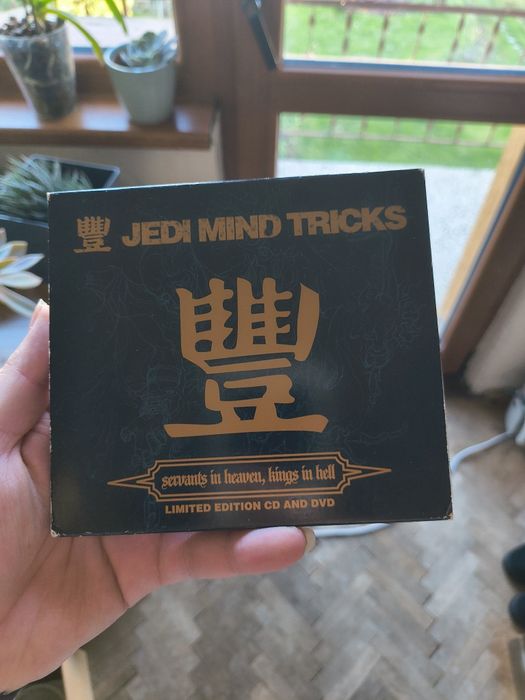 豐 JEDI MIND TRICKS
豐
servants in heaven, kings in hell
LIMITED EDITION CD AND DVD